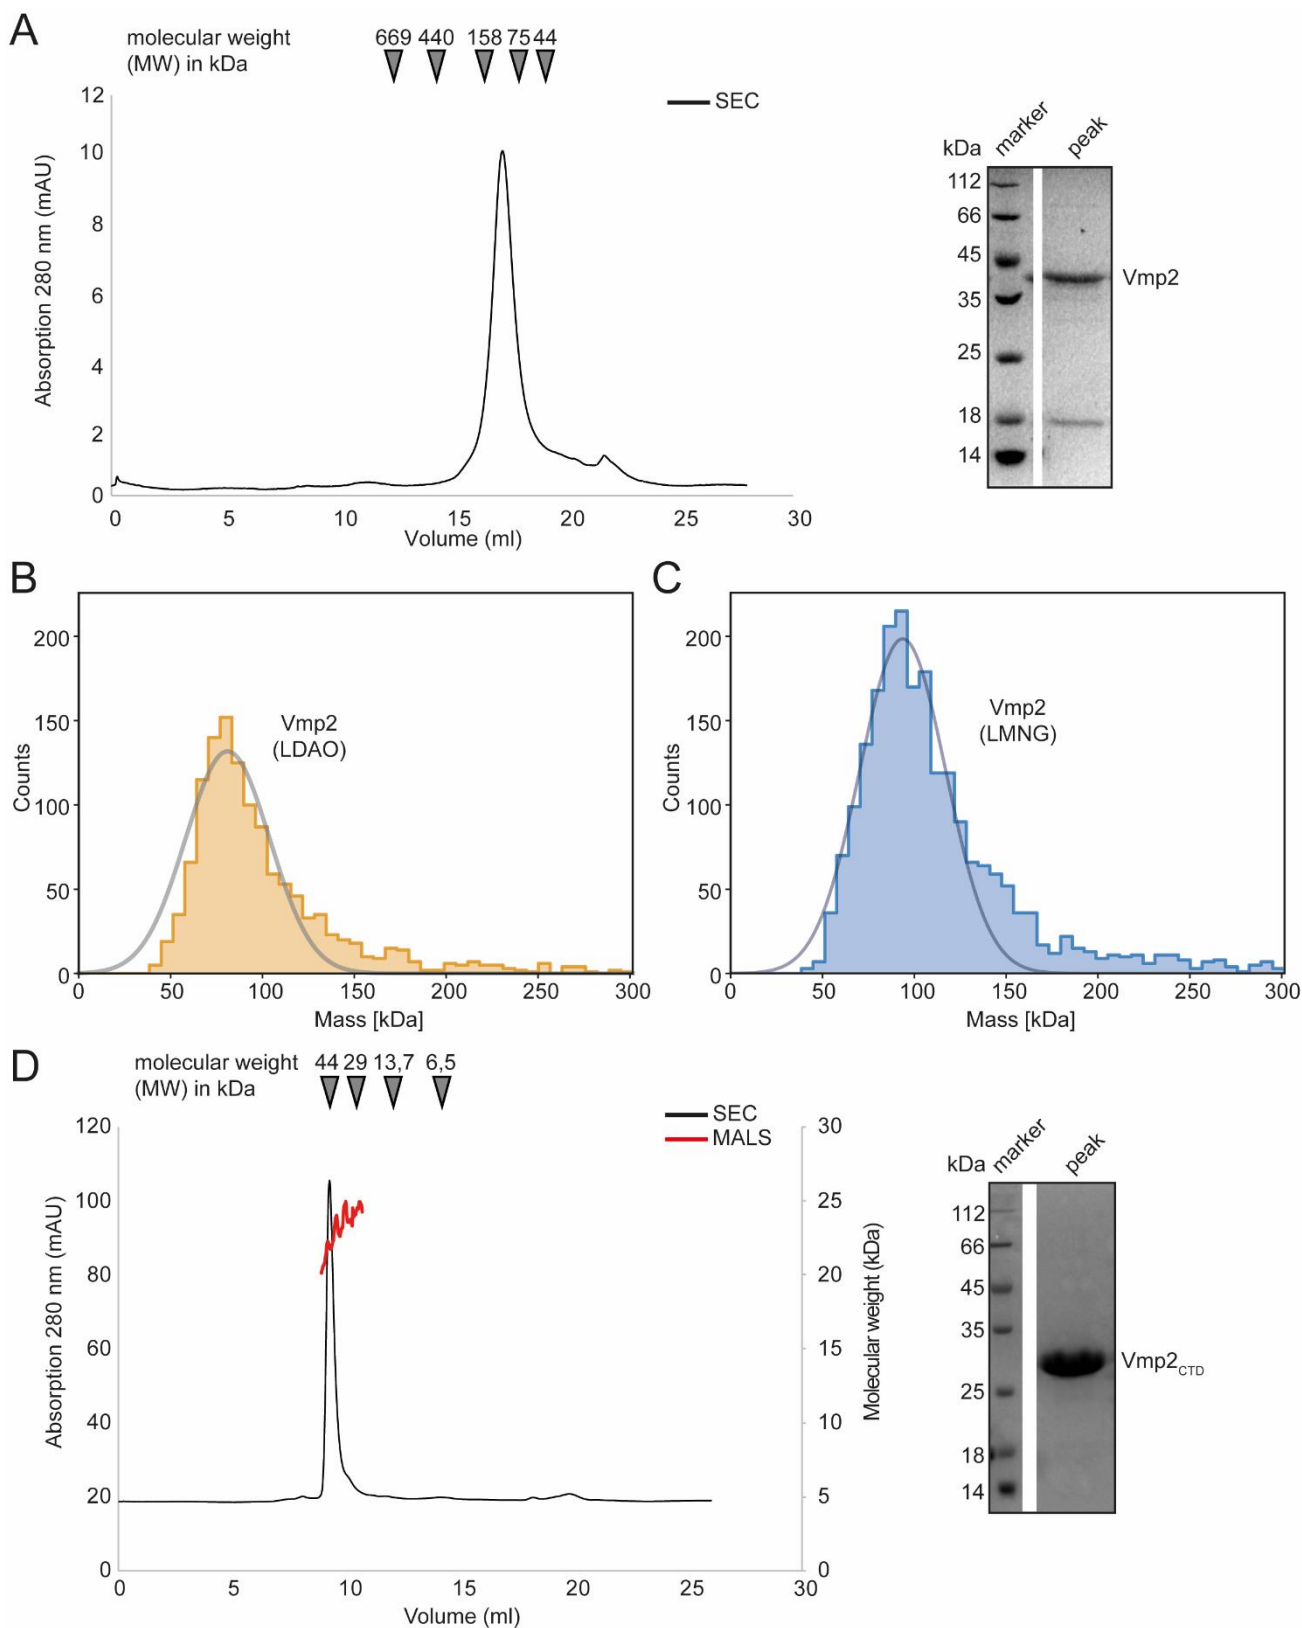 A
molecular weight
(MW) in kDa
669 440 158 75 44
SEC
Absorption 280 nm (mAU)
12
10
8
6
4
2
0
0 5 10 15 20 25 30
Volume (ml)
kDa marker peak
112
66
45
35
25
18
14
Vmp2
B
Counts
200
150
100
50
0
Vmp2
(LDAO)
0 50 100 150 200 250 300
Mass [kDa]
C
Counts
200
150
100
50
0
Vmp2
(LMNG)
0 50 100 150 200 250 300
Mass [kDa]
D
molecular weight
(MW) in kDa
44 29 13,7 6,5
SEC
MALS
Absorption 280 nm (mAU)
120
100
80
60
40
20
0
30
25
20
15
10
5
0
Molecular weight (kDa)
0 5 10 15 20 25 30
Volume (ml)
kDa marker peak
112
66
45
35
25
18
14
Vmp2CTD